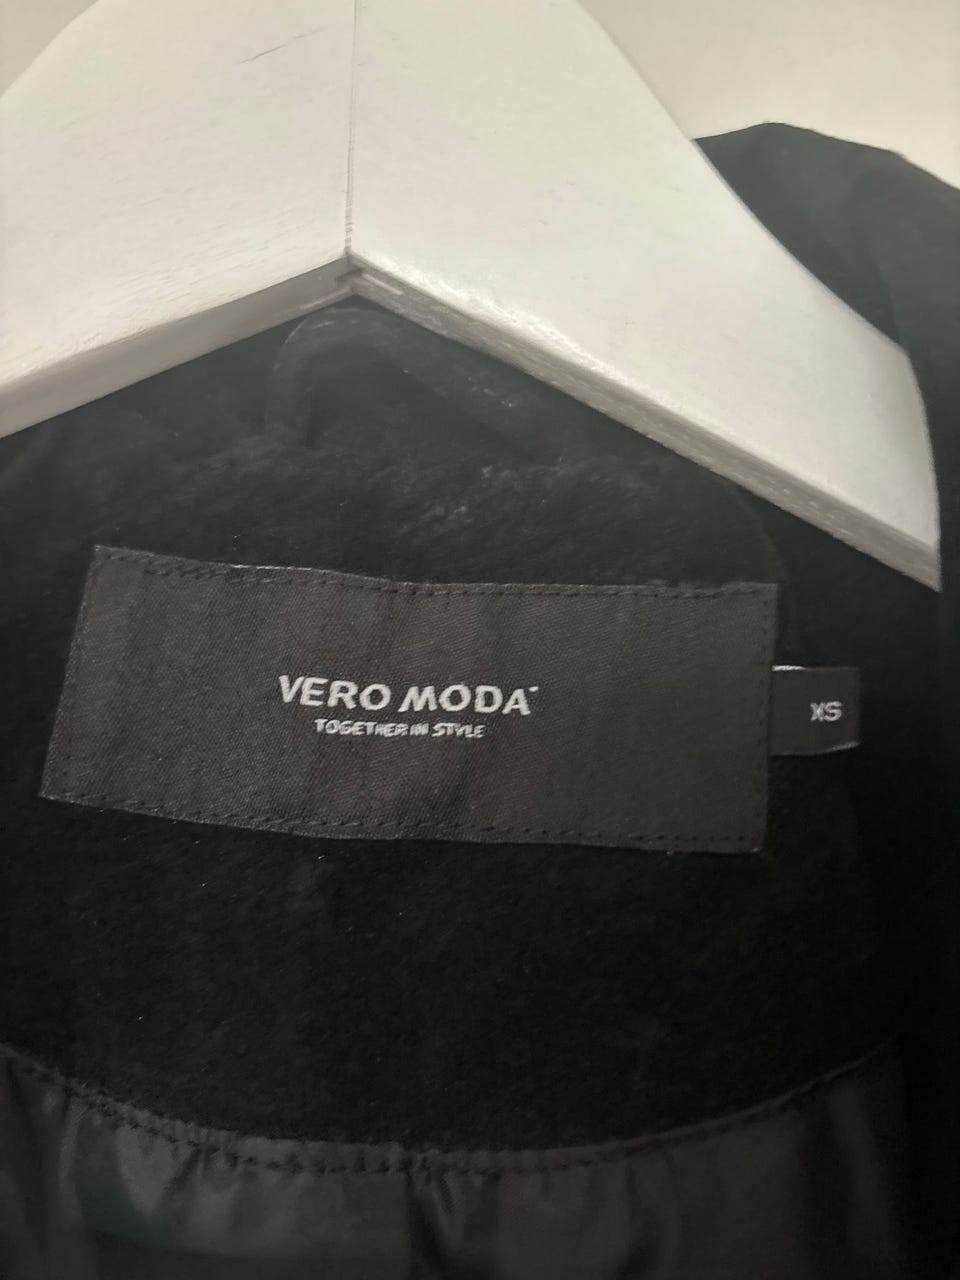 VERO MODA
TOGETHER IN STYLE
XS